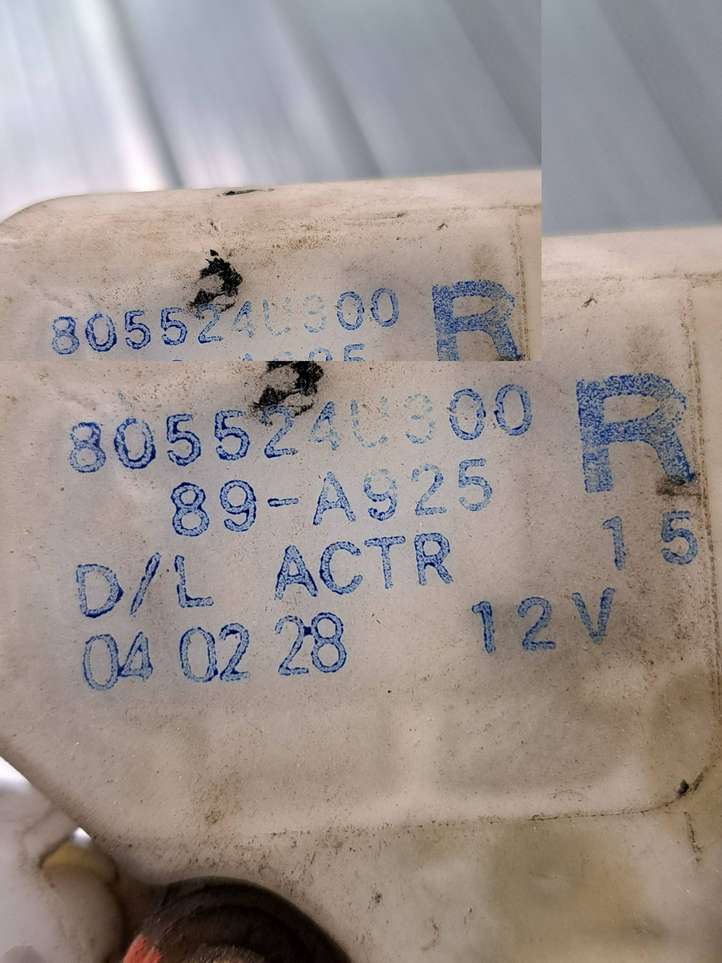 805524U300 R
805524U300 R
89-A925
D/L ACTR 15
04 02 28 12V